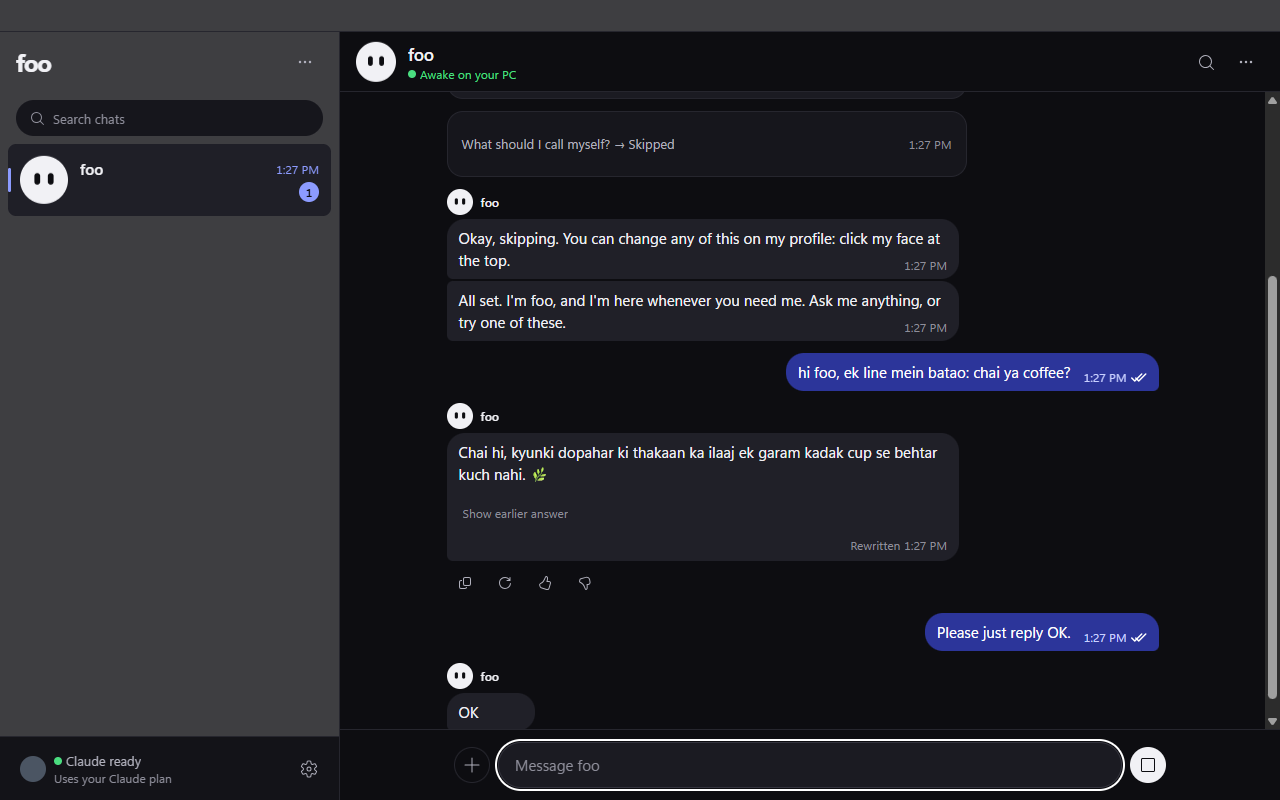 foo
Search chats
foo
1:27 PM
1
Claude ready
Uses your Claude plan
foo
Awake on your PC
What should I call myself? → Skipped
1:27 PM
foo
Okay, skipping. You can change any of this on my profile: click my face at
the top.
1:27 PM
All set. I'm foo, and I'm here whenever you need me. Ask me anything, or
try one of these.
1:27 PM
hi foo, ek line mein batao: chai ya coffee?
1:27 PM
foo
Chai hi, kyunki dopahar ki thakaan ka ilaaj ek garam kadak cup se behtar
kuch nahi. 🌿
Show earlier answer
Rewritten 1:27 PM
Please just reply OK.
1:27 PM
foo
OK
Message foo